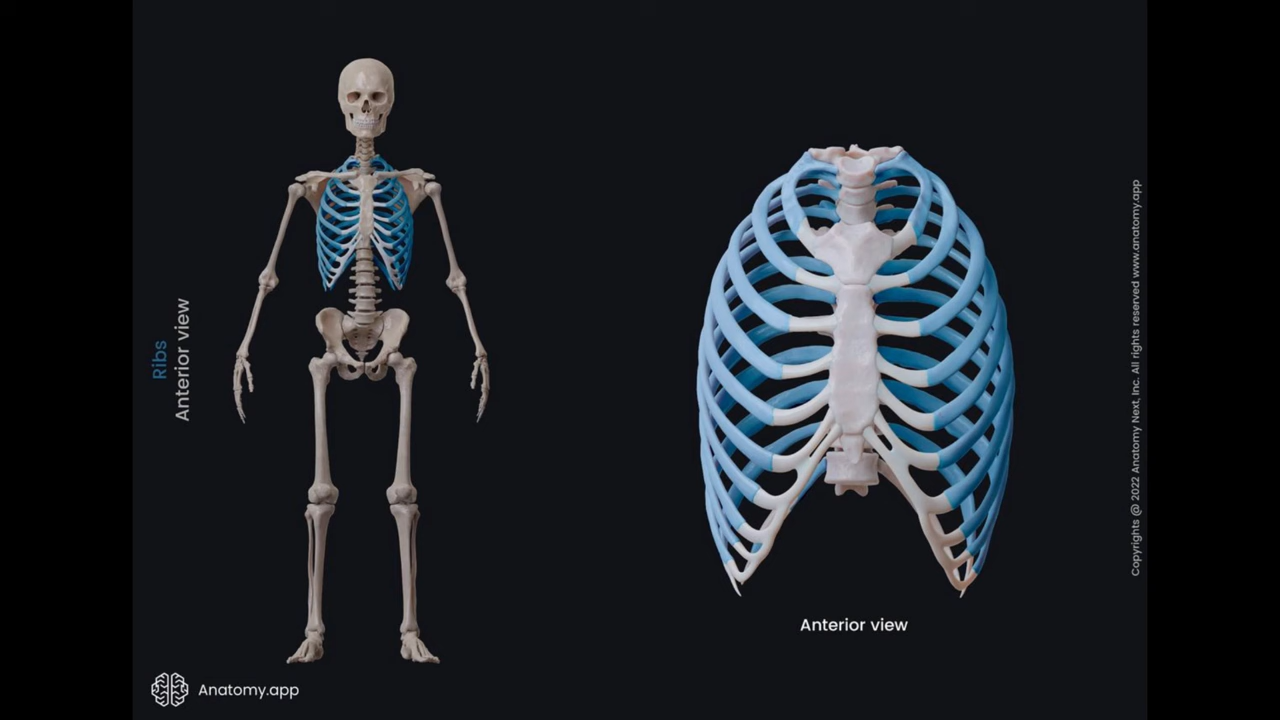 Ribs
Anterior view
Anterior view
Anatomy.app
Copyrights @ 2022 Anatomy Next, Inc. All rights reserved www.anatomy.app